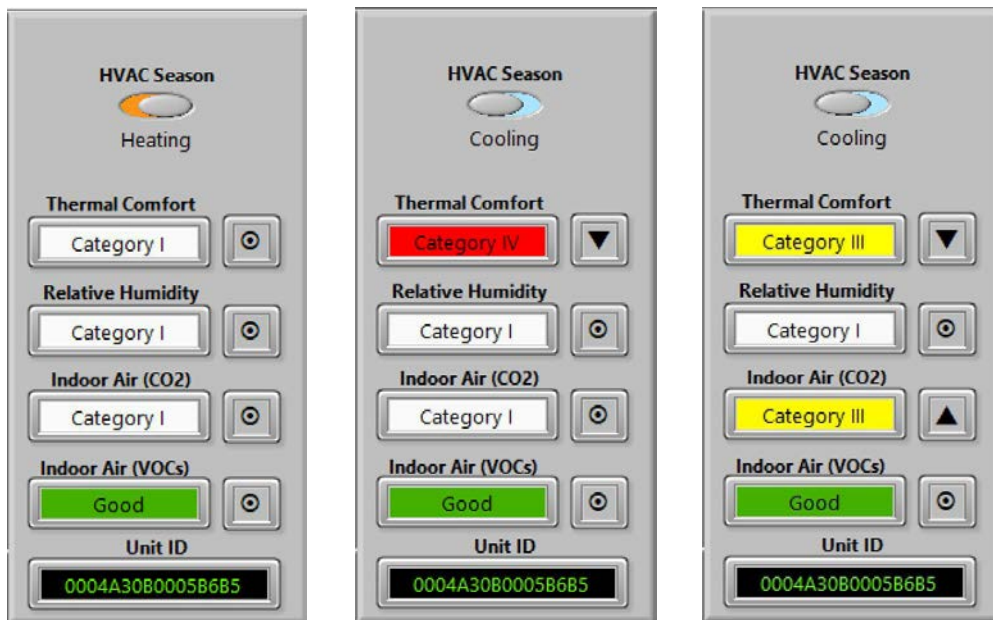 HVAC Season
Heating
Thermal Comfort
Category I
Relative Humidity
Category I
Indoor Air (CO2)
Category I
Indoor Air (VOCs)
Good
Unit ID
0004A30B0005B6B5
HVAC Season
Cooling
Thermal Comfort
Category IV
Relative Humidity
Category I
Indoor Air (CO2)
Category I
Indoor Air (VOCs)
Good
Unit ID
0004A30B0005B6B5
HVAC Season
Cooling
Thermal Comfort
Category III
Relative Humidity
Category I
Indoor Air (CO2)
Category III
Indoor Air (VOCs)
Good
Unit ID
0004A30B0005B6B5